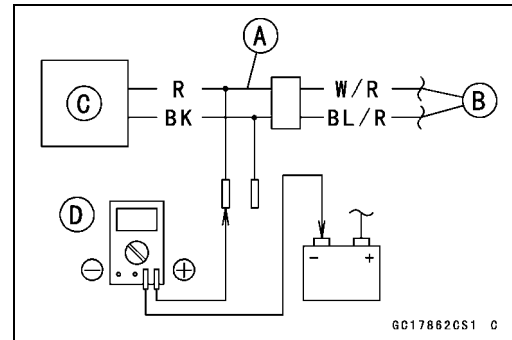 A
R W/R
C B
BK BL/R
D
− +
− +
GC17862CS1 C